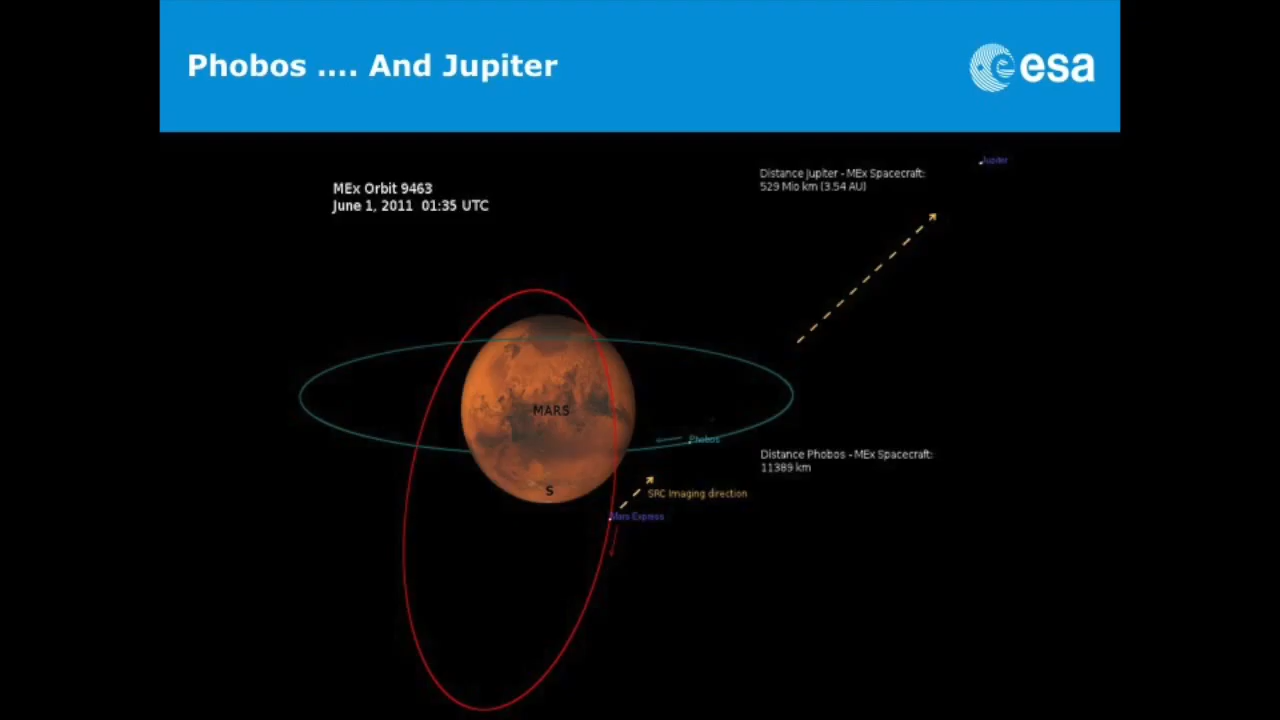 Phobos .... And Jupiter
esa
Jupiter
Distance Jupiter - MEx Spacecraft:
529 Mio km (3.54 AU)
MEx Orbit 9463
June 1, 2011 01:35 UTC
MARS
Phobos
Distance Phobos - MEx Spacecraft:
11389 km
S
SRC Imaging direction
Mars Express